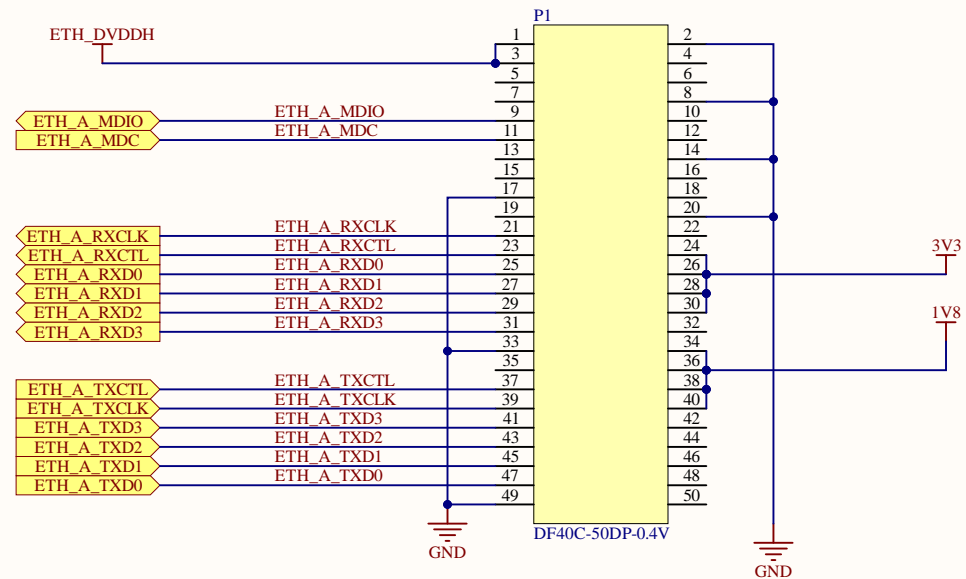 P1
ETH_DVDDH
1 2
3 4
5 6
7 8
ETH_A_MDIO ETH_A_MDIO 9 10
ETH_A_MDC ETH_A_MDC 11 12
13 14
15 16
17 18
19 20
ETH_A_RXCLK ETH_A_RXCLK 21 22
ETH_A_RXCTL ETH_A_RXCTL 23 24
3V3
ETH_A_RXD0 ETH_A_RXD0 25 26
ETH_A_RXD1 ETH_A_RXD1 27 28
ETH_A_RXD2 ETH_A_RXD2 29 30
1V8
ETH_A_RXD3 ETH_A_RXD3 31 32
33 34
35 36
ETH_A_TXCTL ETH_A_TXCTL 37 38
ETH_A_TXCLK ETH_A_TXCLK 39 40
ETH_A_TXD3 ETH_A_TXD3 41 42
ETH_A_TXD2 ETH_A_TXD2 43 44
ETH_A_TXD1 ETH_A_TXD1 45 46
ETH_A_TXD0 ETH_A_TXD0 47 48
49 50
DF40C-50DP-0.4V
GND
GND